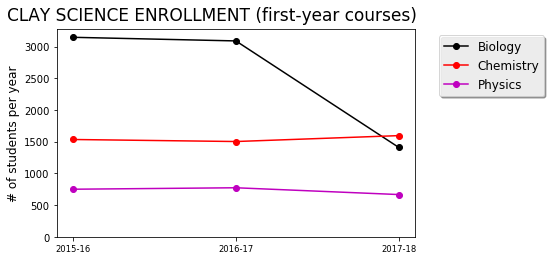 CLAY SCIENCE ENROLLMENT (first-year courses)
# of students per year
3000
2500
2000
1500
1000
500
0
2015-16
2016-17
2017-18
Biology
Chemistry
Physics